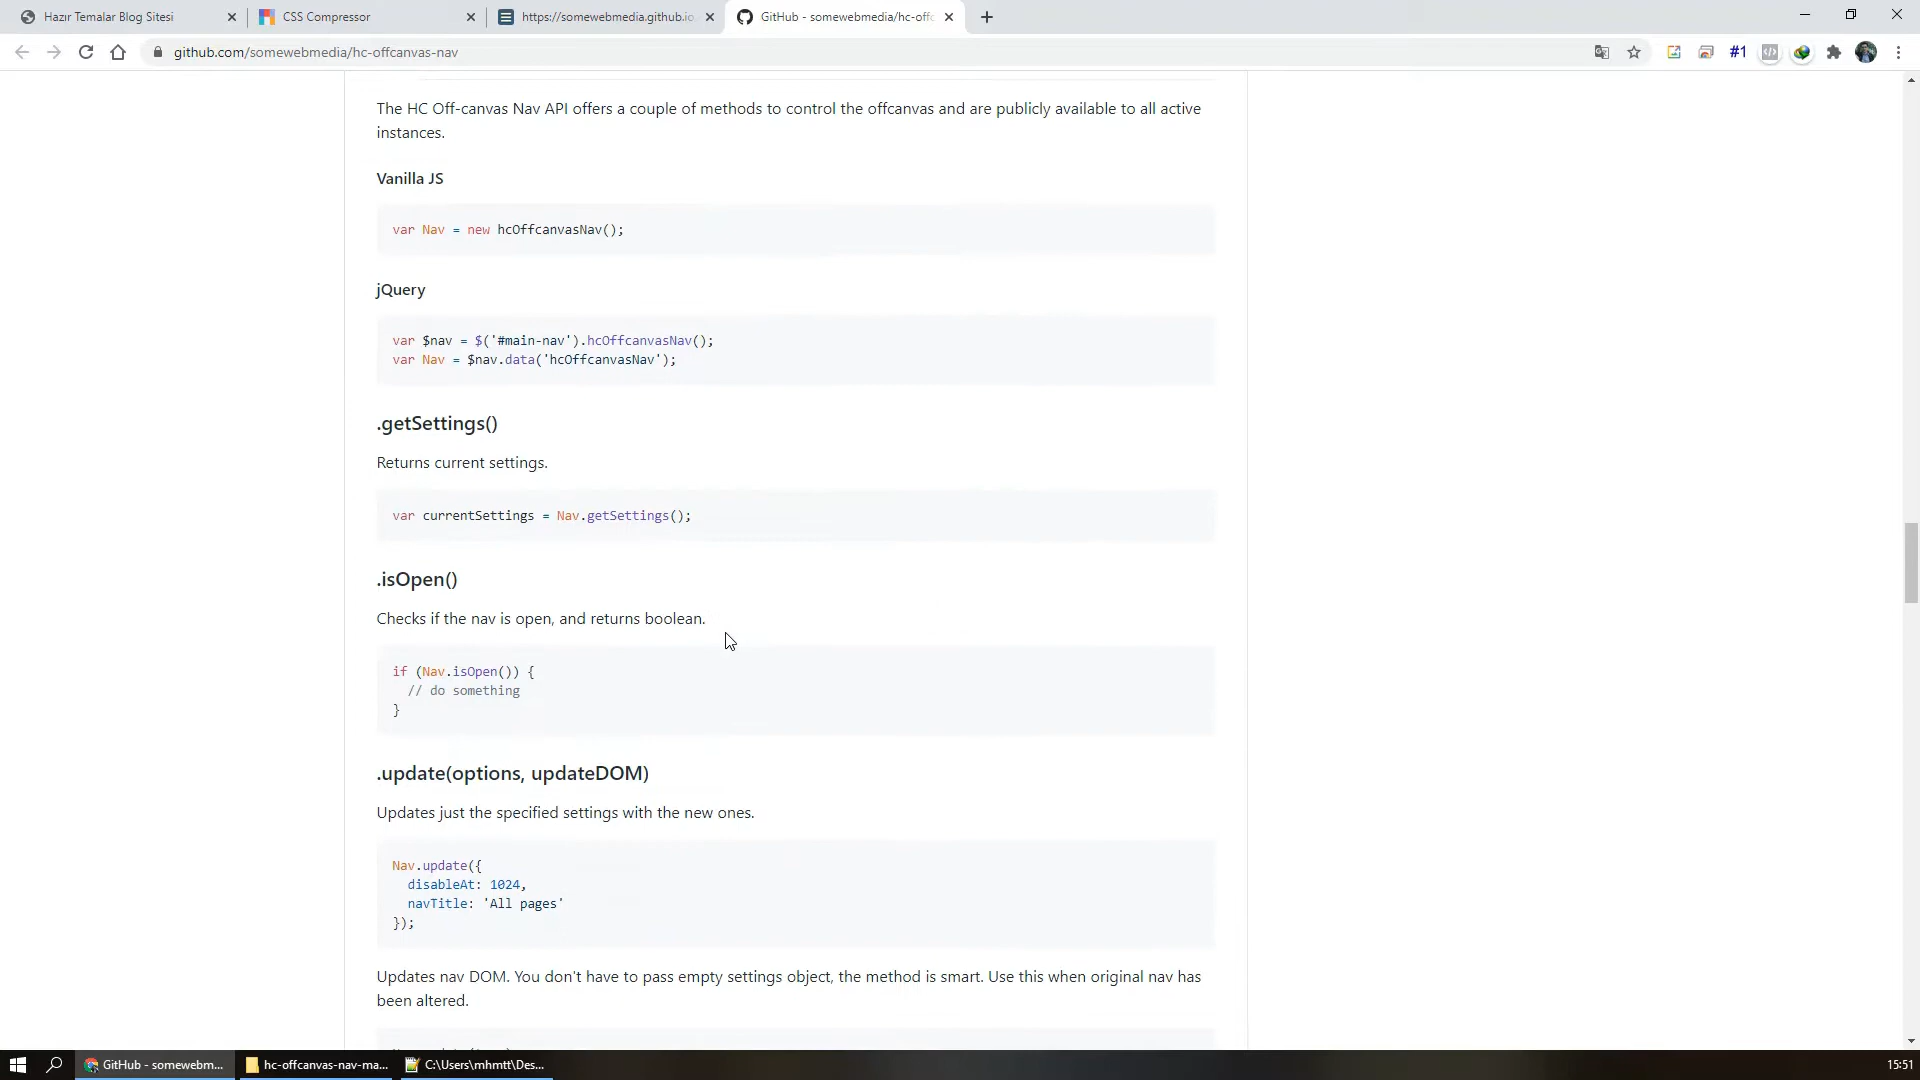 Hazır Temalar Blog Sitesi
CSS Compressor
https://somewebmedia.github.io
GitHub - somewebmedia/hc-offc
github.com/somewebmedia/hc-offcanvas-nav
#1
The HC Off-canvas Nav API offers a couple of methods to control the offcanvas and are publicly available to all active
instances.
Vanilla JS
var Nav = new hcOffcanvasNav();
jQuery
var $nav = $('#main-nav').hcOffcanvasNav();
var Nav = $nav.data('hcOffcanvasNav');
.getSettings()
Returns current settings.
var currentSettings = Nav.getSettings();
.isOpen()
Checks if the nav is open, and returns boolean.
if (Nav.isOpen()) {
// do something
}
.update(options, updateDOM)
Updates just the specified settings with the new ones.
Nav.update({
disableAt: 1024,
navTitle: 'All pages'
});
Updates nav DOM. You don't have to pass empty settings object, the method is smart. Use this when original nav has
been altered.
GitHub - somewebm...
hc-offcanvas-nav-ma...
C:\Users\mhmtt\Des...
15:51